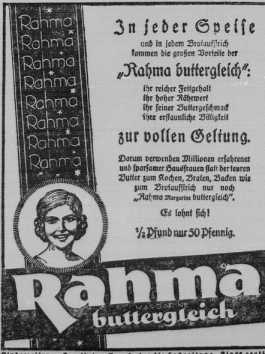 Rahma
Rahma
Rahma
Rahma
Rahma
Rahma
Rahma
Rahma
In jeder Speise
und in jedem Brotaufstrich
kommen die großen Vorteile der
„Rahma buttergleich“:
ihr reicher Fettgehalt
ihr hoher Nährwert
ihr feiner Buttergeschmack
ihre erstaunliche Billigkeit
zur vollen Geltung.
Darum verwenden Millionen erfahrener
und sparsamer Hausfrauen statt der teuren
Butter zum Kochen, Braten, Backen wie
zum Brotaufstrich nur noch
„Rahma Margarine buttergleich“.
Es lohnt sich!
½ Pfund nur 50 Pfennig.
Rahma
MARGARINE
buttergleich